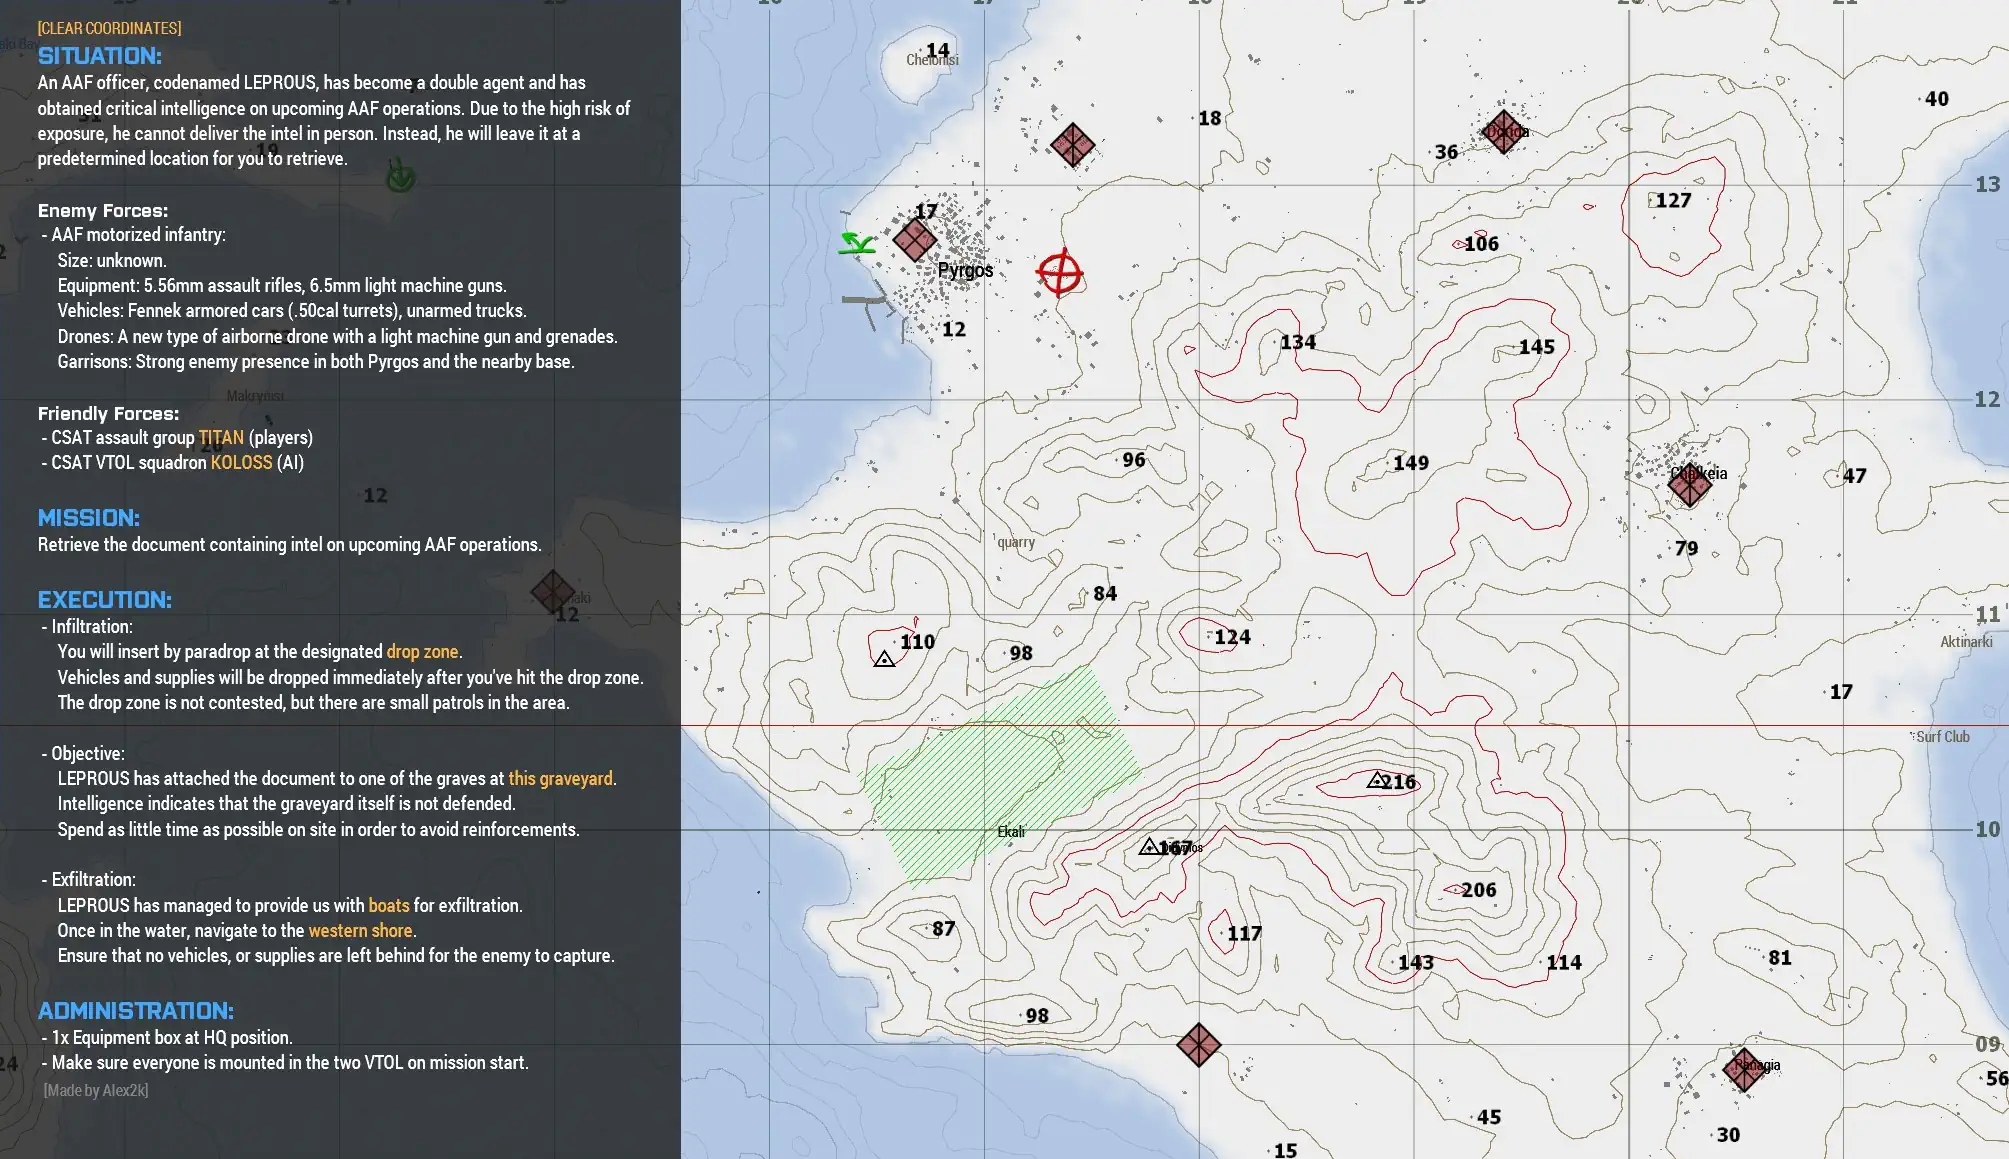 [CLEAR COORDINATES]
SITUATION:
An AAF officer, codenamed LEPROUS, has become a double agent and has
obtained critical intelligence on upcoming AAF operations. Due to the high risk of
exposure, he cannot deliver the intel in person. Instead, he will leave it at a
predetermined location for you to retrieve.
Enemy Forces:
- AAF motorized infantry:
Size: unknown.
Equipment: 5.56mm assault rifles, 6.5mm light machine guns.
Vehicles: Fennek armored cars (.50cal turrets), unarmed trucks.
Drones: A new type of airborne drone with a light machine gun and grenades.
Garrisons: Strong enemy presence in both Pyrgos and the nearby base.
Friendly Forces:
- CSAT assault group TITAN (players)
- CSAT VTOL squadron KOLOSS (AI)
MISSION:
Retrieve the document containing intel on upcoming AAF operations.
EXECUTION:
- Infiltration:
You will insert by paradrop at the designated drop zone.
Vehicles and supplies will be dropped immediately after you've hit the drop zone.
The drop zone is not contested, but there are small patrols in the area.
- Objective:
LEPROUS has attached the document to one of the graves at this graveyard.
Intelligence indicates that the graveyard itself is not defended.
Spend as little time as possible on site in order to avoid reinforcements.
- Exfiltration:
LEPROUS has managed to provide us with boats for exfiltration.
Once in the water, navigate to the western shore.
Ensure that no vehicles, or supplies are left behind for the enemy to capture.
ADMINISTRATION:
- 1x Equipment box at HQ position.
- Make sure everyone is mounted in the two VTOL on mission start.
[Made by Alex2k]
19
Makrynisi
20
12
12
24
14
Chelonisi
18
36
40
13
127
17
106
Pyrgos
12
134
145
12
96
149
Chalkeia
47
quarry
79
84
11
110
98
124
Aktinarki
17
Surf Club
216
Ekali
10
167
206
87
117
143
114
81
98
09
Panagia
56
45
30
15